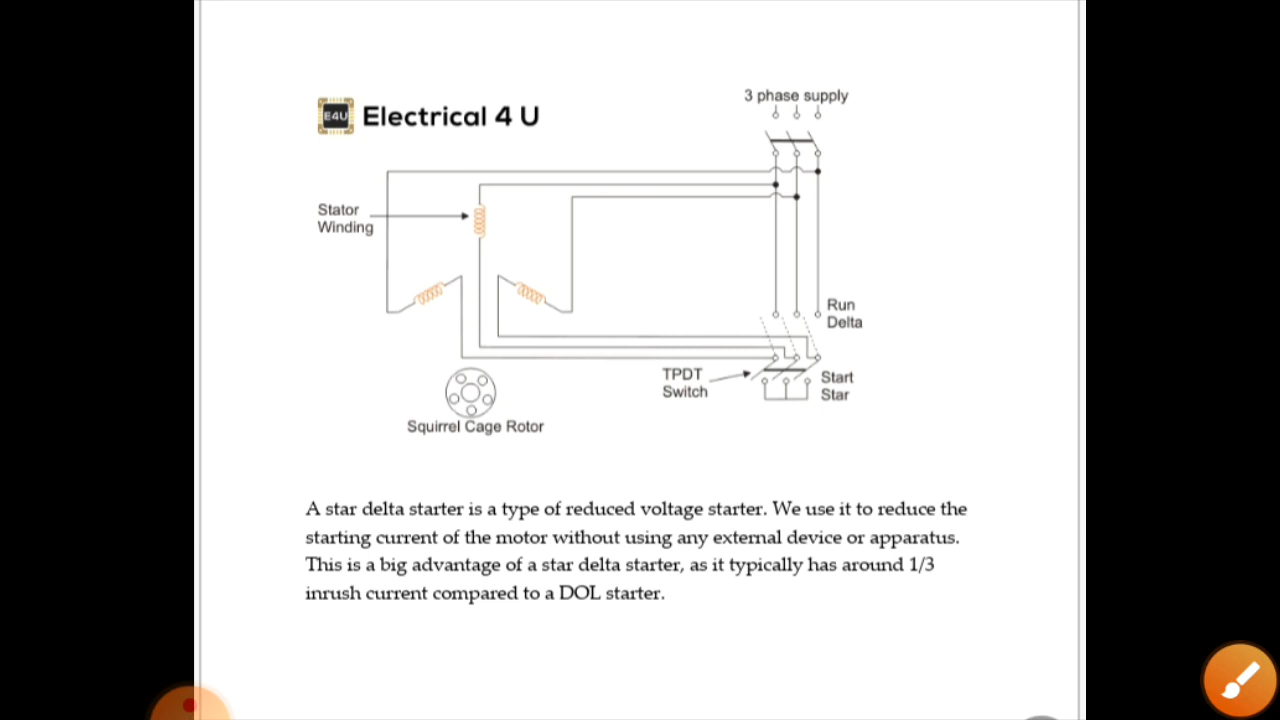 3 phase supply
E4U Electrical 4 U
Stator
Winding
Run
Delta
TPDT
Switch
Start
Star
Squirrel Cage Rotor
A star delta starter is a type of reduced voltage starter. We use it to reduce the
starting current of the motor without using any external device or apparatus.
This is a big advantage of a star delta starter, as it typically has around 1/3
inrush current compared to a DOL starter.